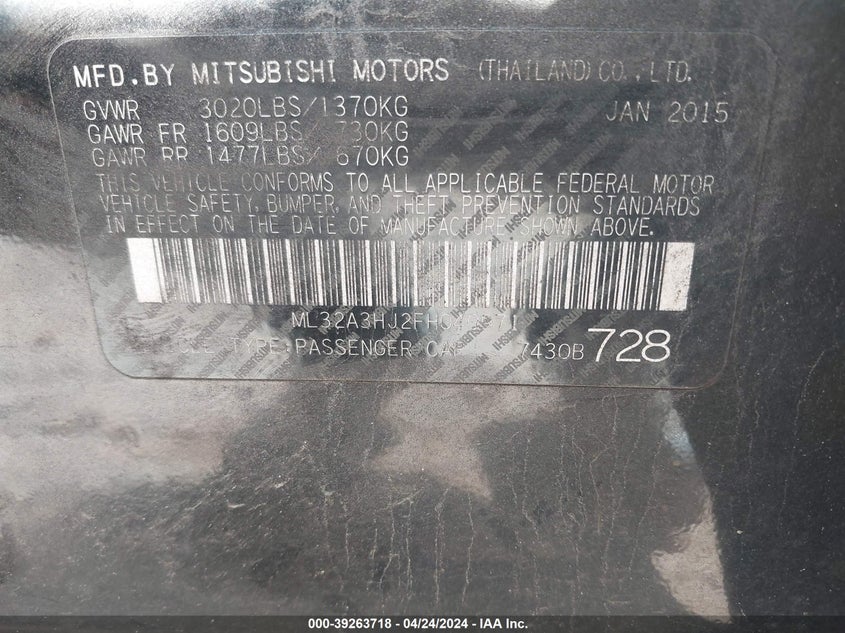 MFD.BY MITSUBISHI MOTORS (THAILAND) CO.,LTD.
GVWR 3020LBS/1370KG JAN 2015
GAWR FR 1609LBS/ 730KG
GAWR RR 1477LBS/ 670KG
THIS VEHICLE CONFORMS TO ALL APPLICABLE FEDERAL MOTOR
VEHICLE SAFETY, BUMPER, AND THEFT PREVENTION STANDARDS
IN EFFECT ON THE DATE OF MANUFACTURE SHOWN ABOVE.
TYPE:PASSENGER 7430B 728
000-39263718 - 04/24/2024 - IAA Inc.